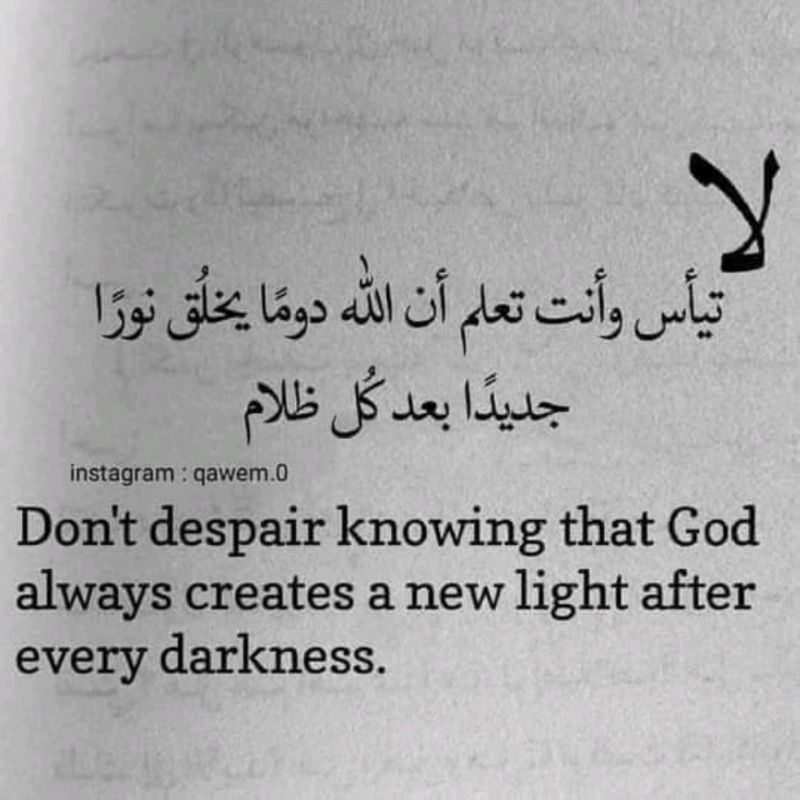 لا
تيأس وأنت تعلم أن الله دومًا يخلُق نورًا
جديدًا بعد كُل ظلام
instagram : qawem.0
Don't despair knowing that God
always creates a new light after
every darkness.